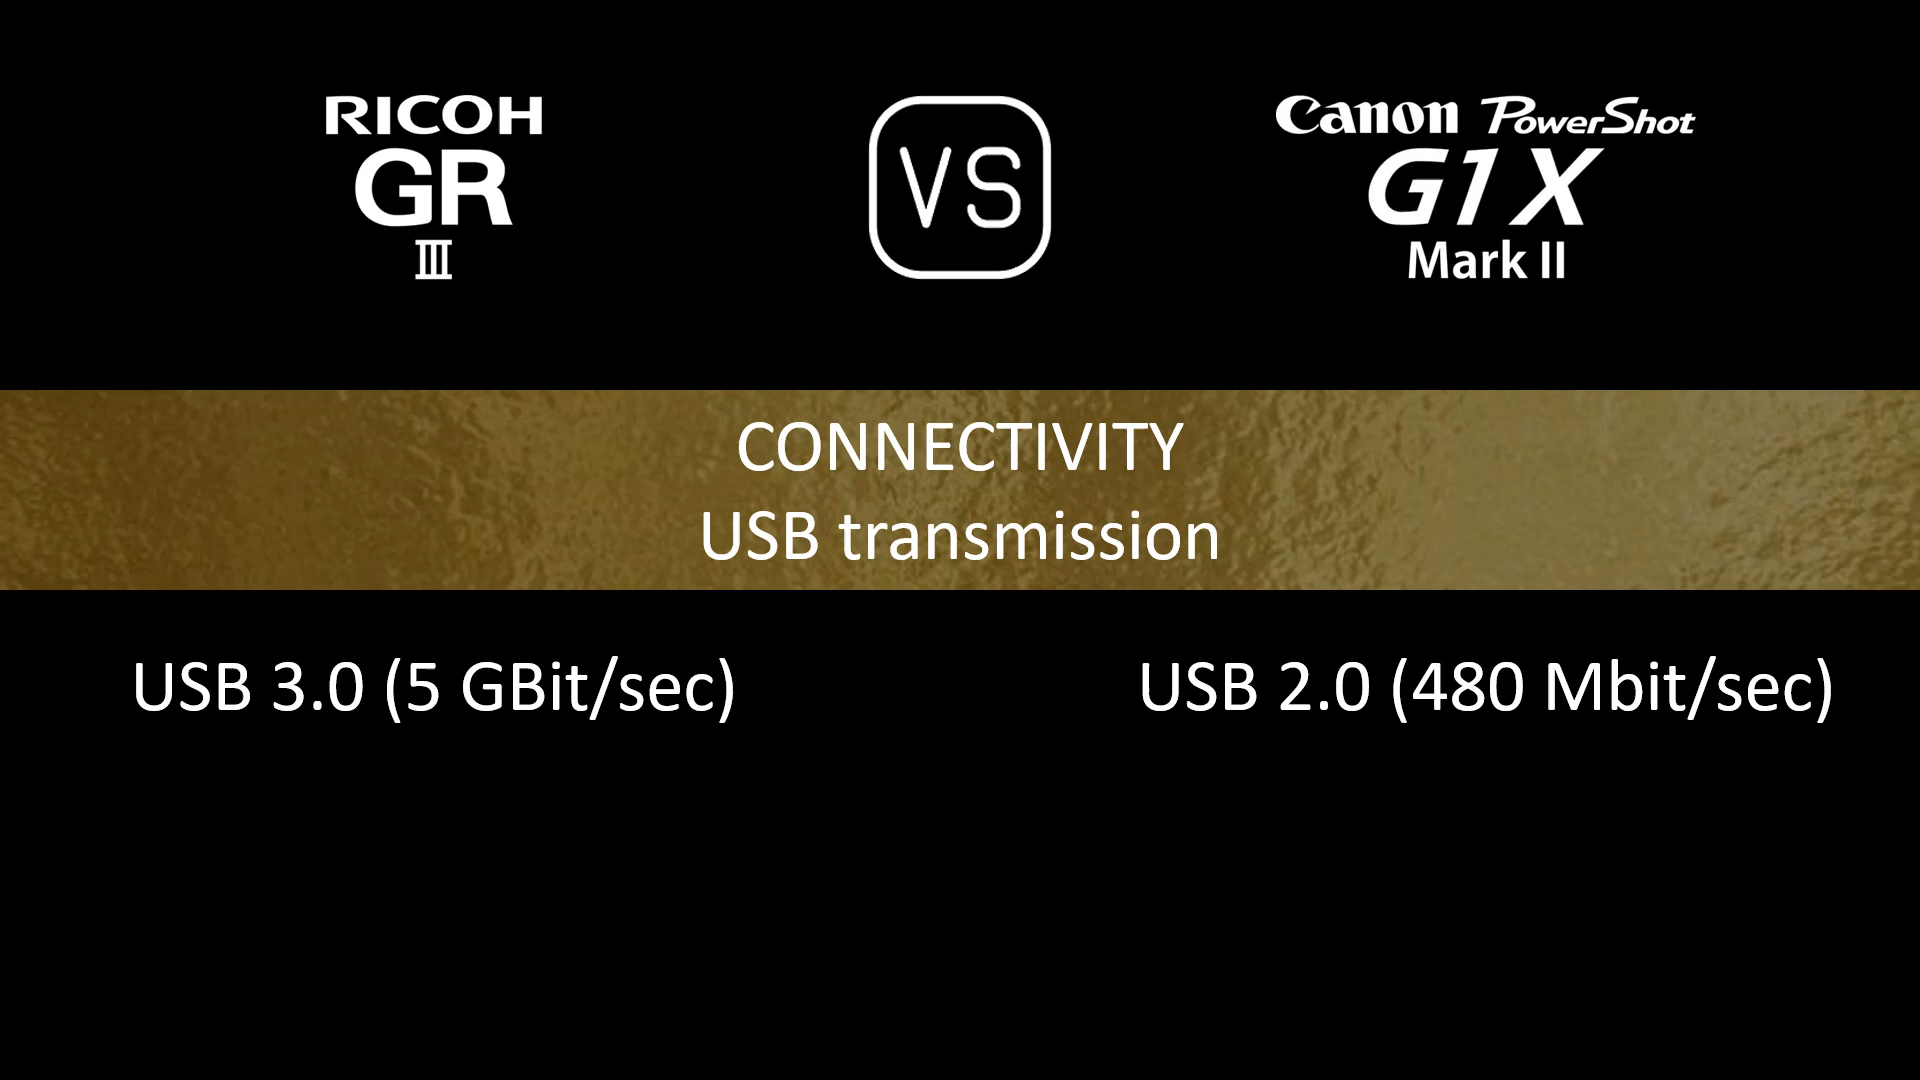 RICOH
GR
III
VS
Canon PowerShot
G1 X
Mark II
CONNECTIVITY
USB transmission
USB 3.0 (5 GBit/sec)
USB 2.0 (480 Mbit/sec)